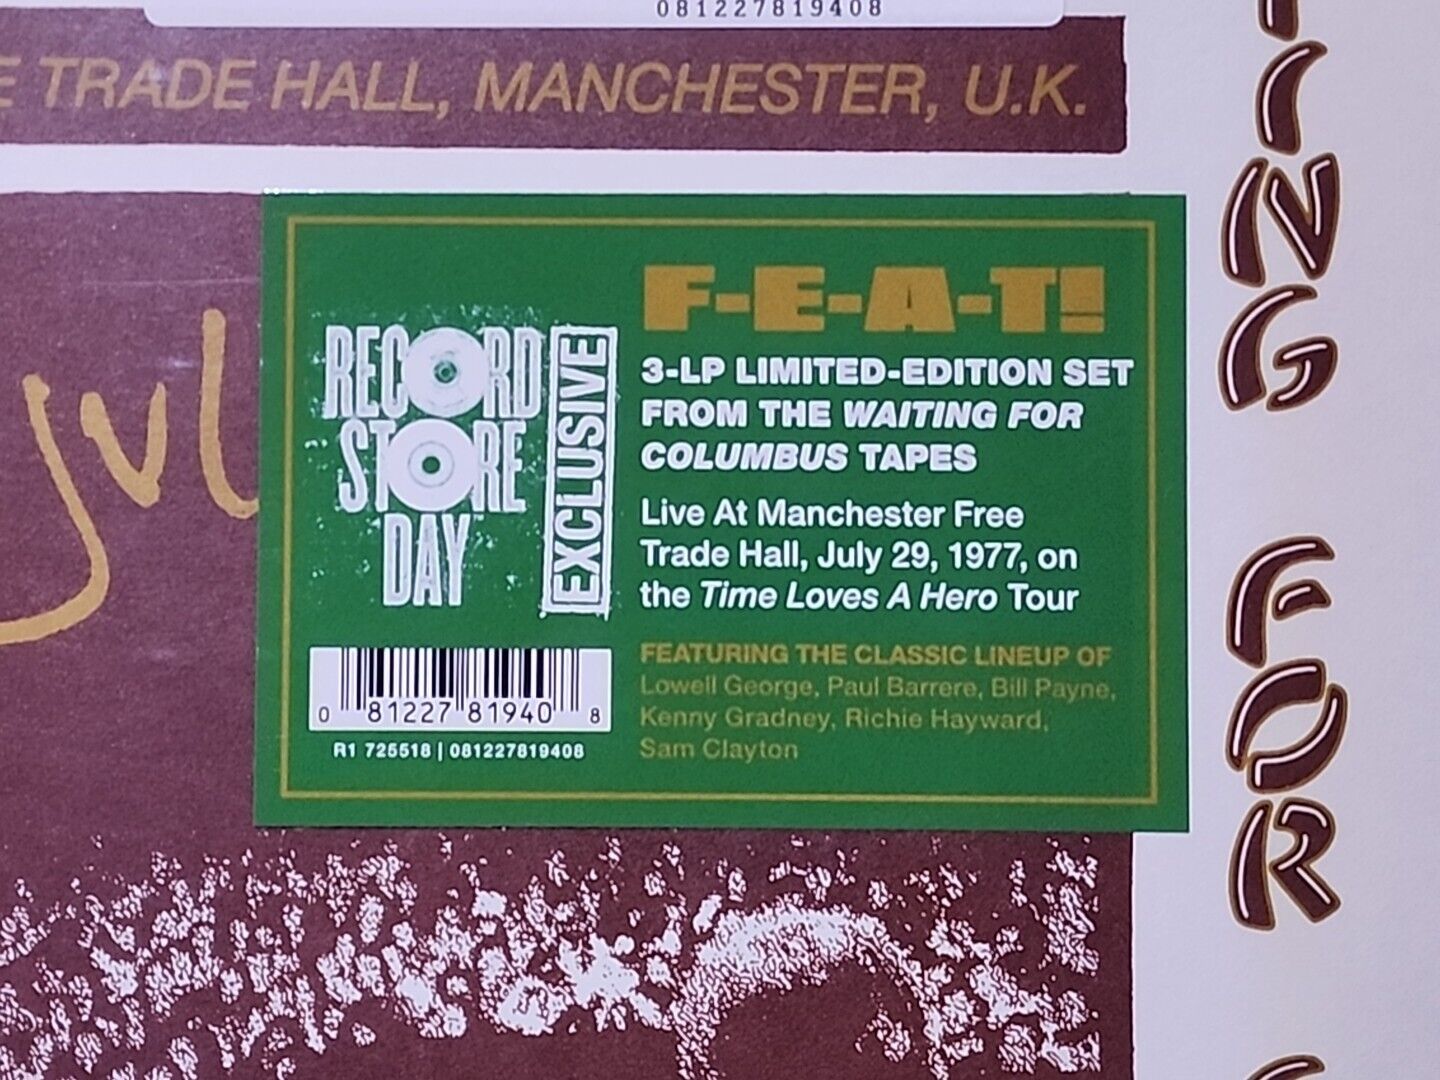 081227819408
TRADE HALL, MANCHESTER, U.K.
F-E-A-T!
3-LP LIMITED-EDITION SET
FROM THE WAITING FOR
COLUMBUS TAPES
Live At Manchester Free
Trade Hall, July 29, 1977, on
the Time Loves A Hero Tour
FEATURING THE CLASSIC LINEUP OF
Lowell George, Paul Barrere, Bill Payne,
Kenny Gradney, Richie Hayward,
Sam Clayton
RECORD
STORE
DAY
EXCLUSIVE
0 81227 81940 8
R1 725518 | 081227819408
Jul
ING FOR